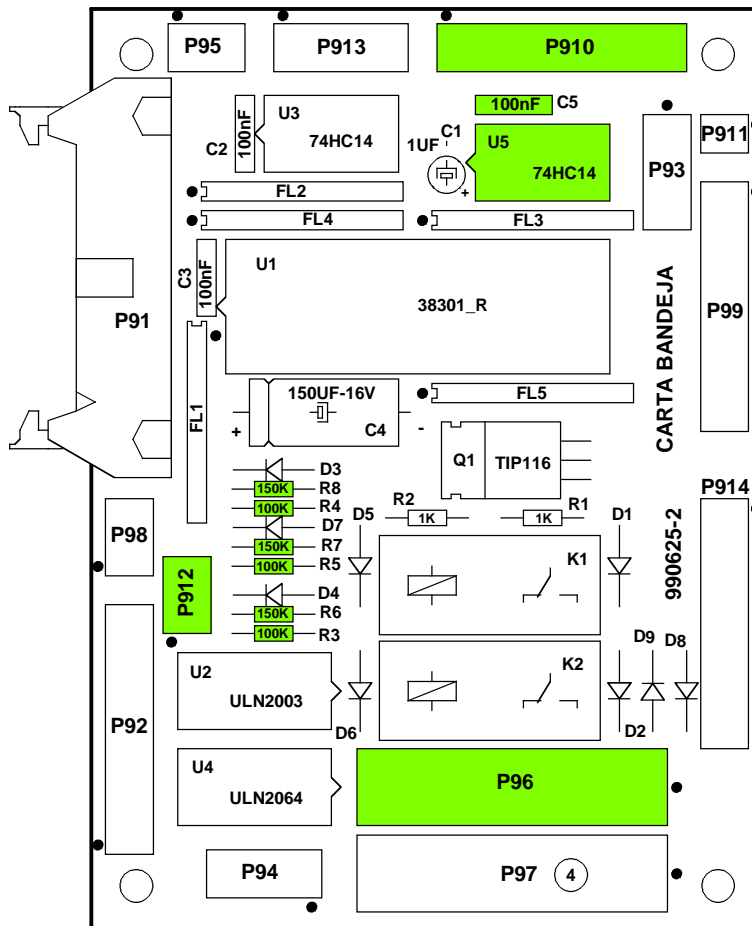 P95
P913
P910
U3
74HC14
C2
100nF
100nF
C5
C1
1UF
+
U5
74HC14
P93
P911
FL2
FL4
FL3
C3
100nF
U1
38301_R
P91
P99
CARTA BANDEJA
FL1
150UF-16V
+
C4
-
FL5
Q1
TIP116
D3
150K
R8
100K
R4
D7
150K
R7
100K
R5
D4
150K
R6
100K
R3
R2
1K
R1
1K
D5
D1
P914
P98
P912
K1
990625-2
U2
ULN2003
K2
D9
D8
D6
D2
P92
U4
ULN2064
P96
P94
P97
4